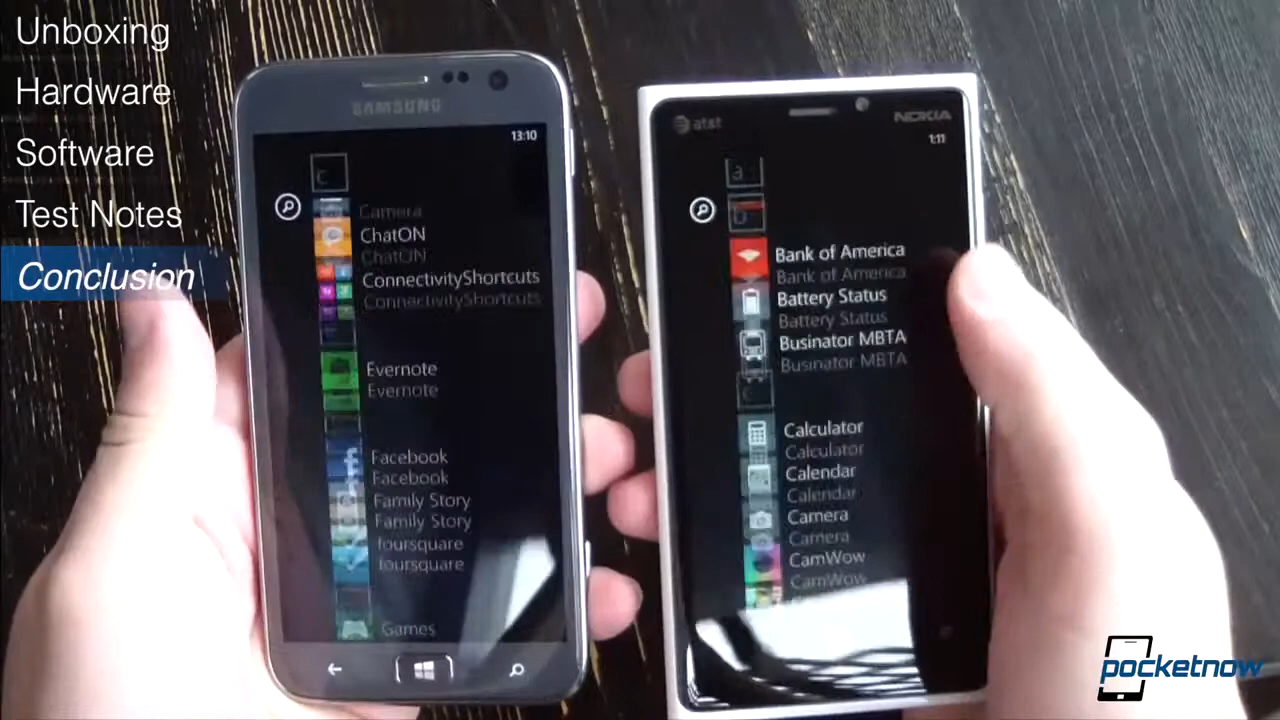 Unboxing
Hardware
Software
Test Notes
Conclusion
SAMSUNG
13:10
C
Camera
ChatON
ChatON
ConnectivityShortcuts
ConnectivityShortcuts
Evernote
Evernote
Facebook
Facebook
Family Story
Family Story
foursquare
foursquare
Games
at&t
NOKIA
1:11
a
b
Bank of America
Bank of America
Battery Status
Battery Status
Businator MBTA
Businator MBTA
c
Calculator
Calculator
Calendar
Calendar
Camera
Camera
CamWow
CamWow
pocketnow